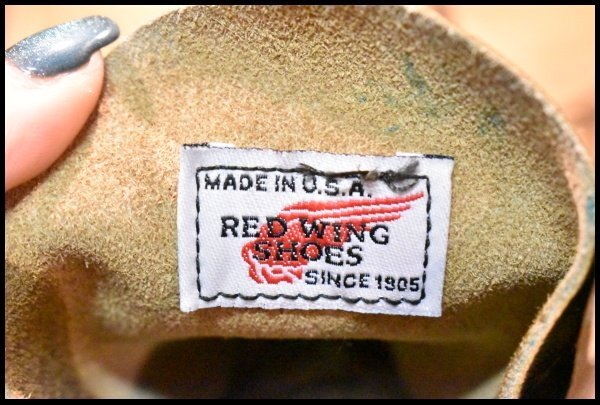 MADE IN U.S.A.
RED WING
SHOES
SINCE 1905